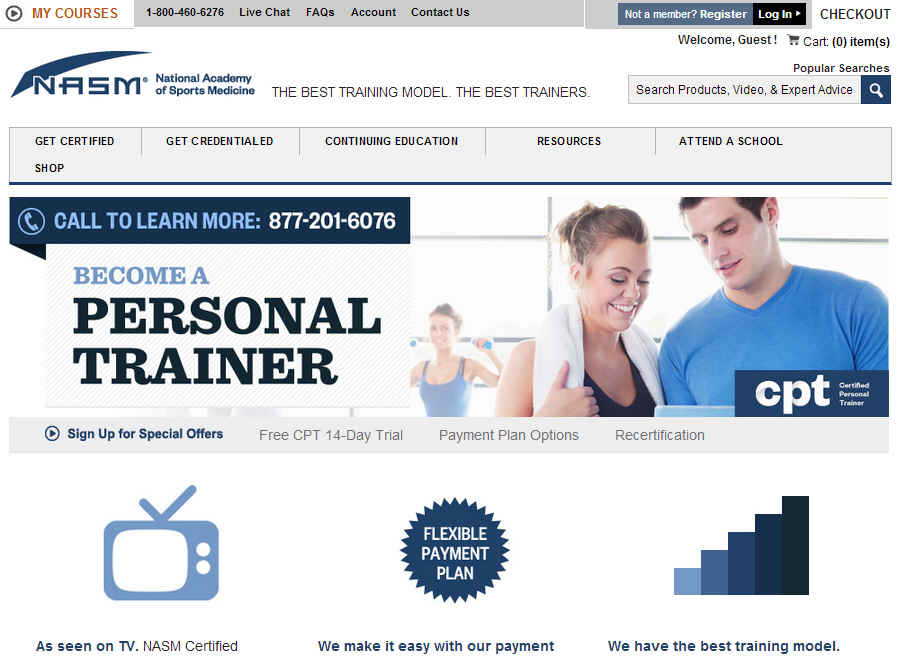 MY COURSES
1-800-460-6276 Live Chat FAQs Account Contact Us
Not a member? Register Log In
CHECKOUT
Welcome, Guest !
Cart: (0) item(s)
Popular Searches
NASM®
National Academy
of Sports Medicine
THE BEST TRAINING MODEL. THE BEST TRAINERS.
Search Products, Video, & Expert Advice
GET CERTIFIED GET CREDENTIALED CONTINUING EDUCATION RESOURCES ATTEND A SCHOOL
SHOP
CALL TO LEARN MORE: 877-201-6076
BECOME A
PERSONAL
TRAINER
cpt
Certified
Personal
Trainer
Sign Up for Special Offers Free CPT 14-Day Trial Payment Plan Options Recertification
FLEXIBLE
PAYMENT
PLAN
As seen on TV. NASM Certified
We make it easy with our payment
We have the best training model.